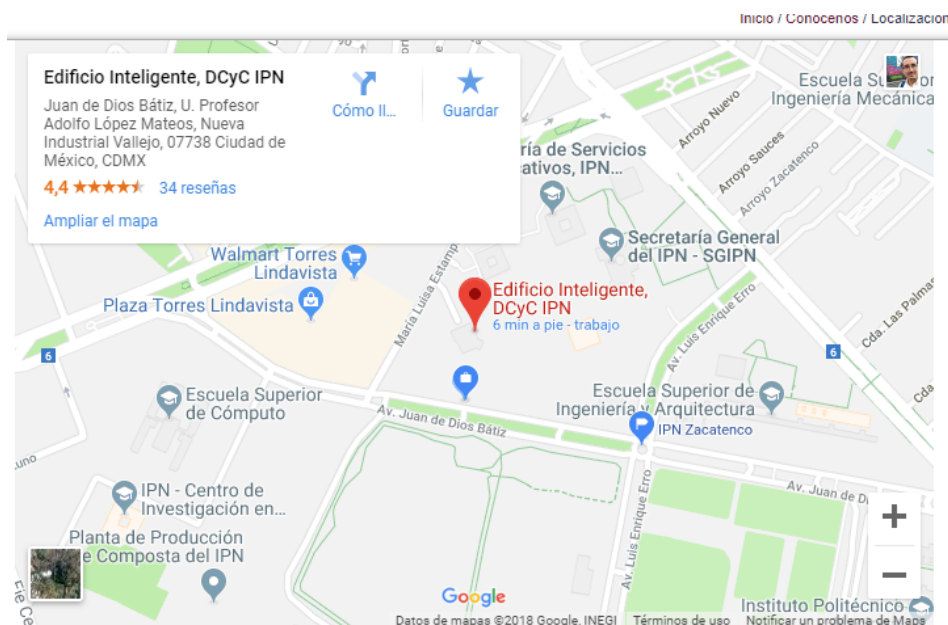 Inicio / Conócenos / Localización
Edificio Inteligente, DCyC IPN
Juan de Dios Bátiz, U. Profesor
Adolfo López Mateos, Nueva
Industrial Vallejo, 07738 Ciudad de
México, CDMX
4,4
34 reseñas
Ampliar el mapa
Cómo ll...
Guardar
Escuela
Ingeniería Mecánica
Arroyo Nuevo
Arroyo Sauces
Arroyo Zacatenco
ría de Servicios
ativos, IPN...
Secretaría General
del IPN - SGIPN
Walmart Torres
Lindavista
Plaza Torres Lindavista
María Luisa Estamp
Edificio Inteligente,
DCyC IPN
6 min a pie - trabajo
Av. Luis Enrique Erro
Cda. Las Palmas
6
6
Cda
Escuela Superior
de Cómputo
Escuela Superior de
Ingeniería y Arquitectura
IPN Zacatenco
Av. Juan de Dios Bátiz
uno
IPN - Centro de
Investigación en...
Av. Juan de Di
Planta de Producción
e Composta del IPN
Av. Luis Enrique Erro
+
−
Google
Instituto Politécnico
Datos de mapas ©2018 Google, INEGI
Términos de uso
Notificar un problema de Maps